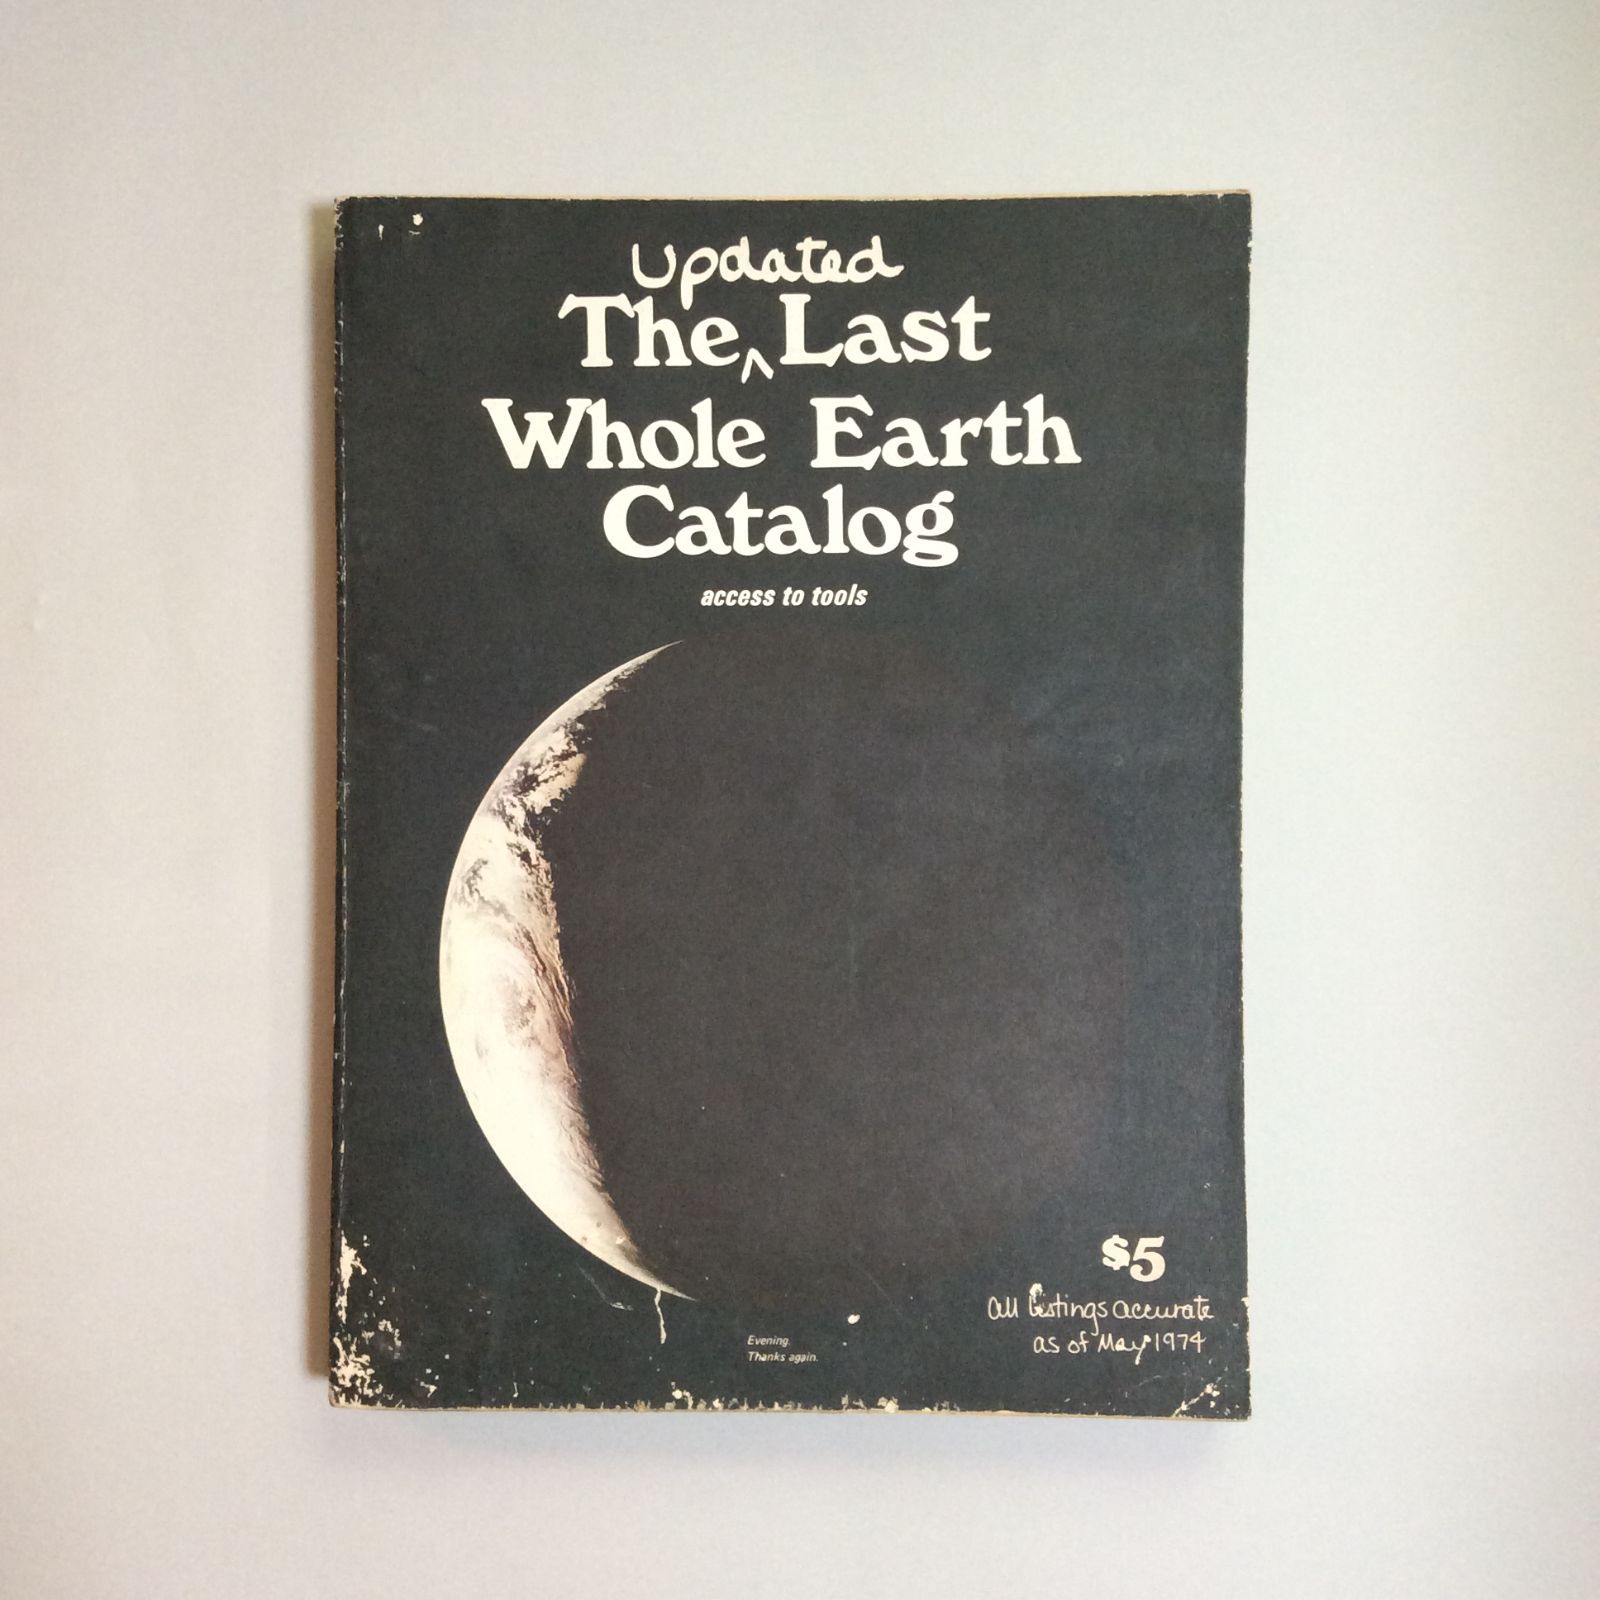 Updated
The ^ Last
Whole Earth
Catalog
access to tools
$5
all listings accurate
as of May 1974
Evening.
Thanks again.